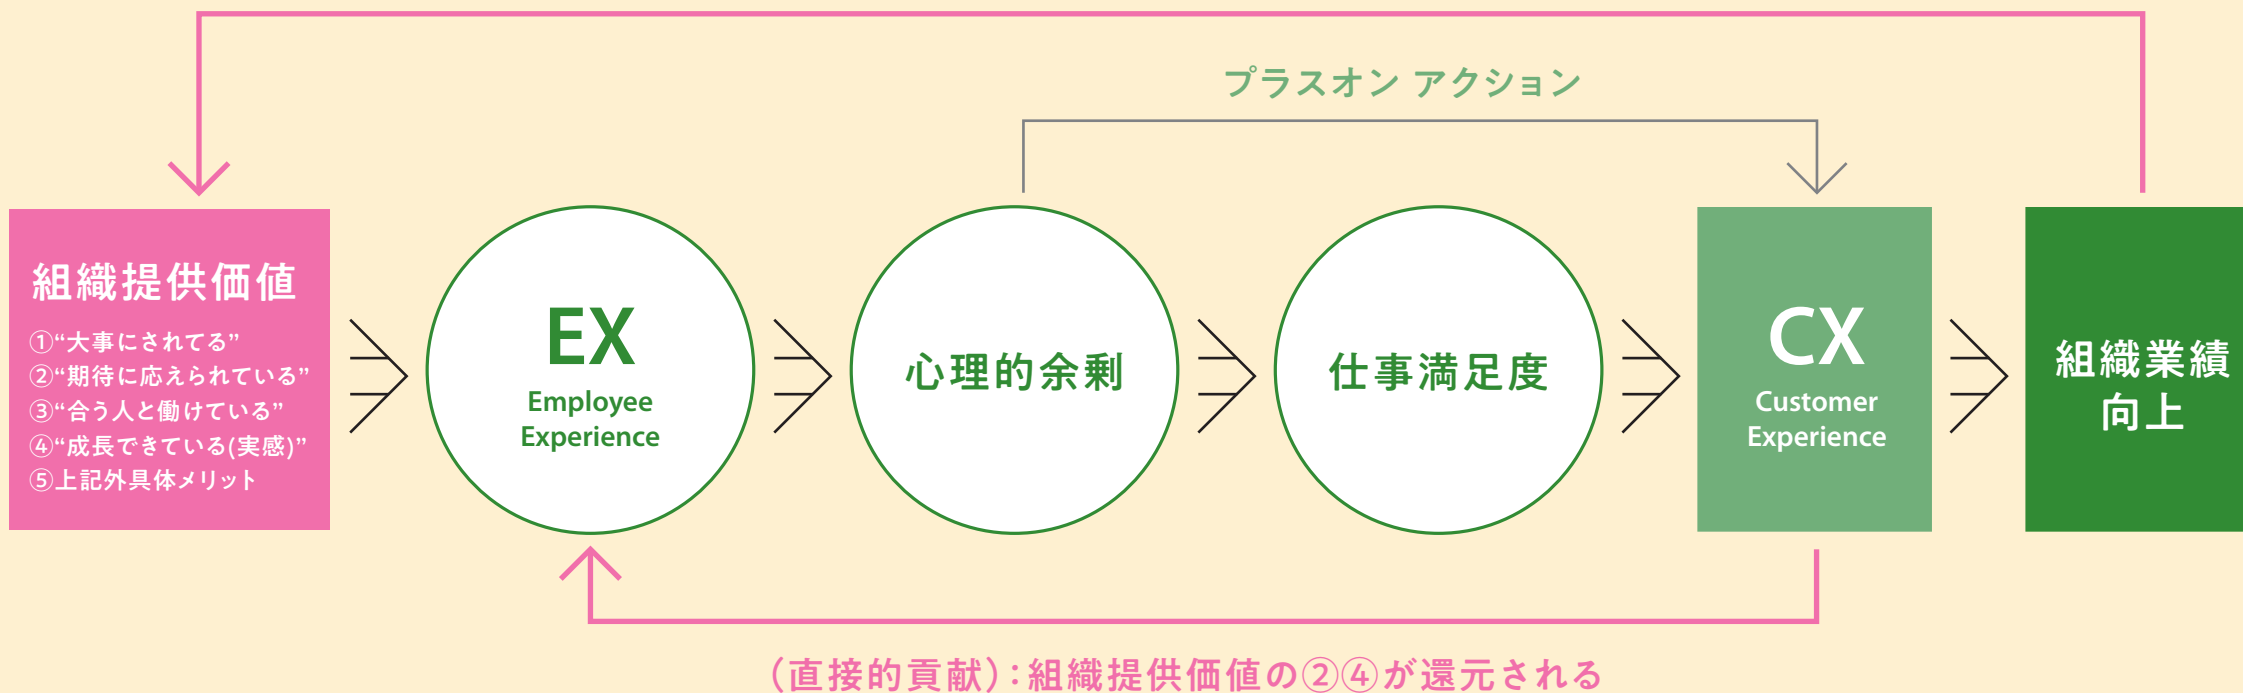 プラスオン アクション
組織提供価値
①“大事にされてる”
②“期待に応えられている”
③“合う人と働けている”
④“成長できている(実感)”
⑤上記外具体メリット
EX
Employee
Experience
心理的余剰
仕事満足度
CX
Customer
Experience
組織業績
向上
(直接的貢献):組織提供価値の②④が還元される